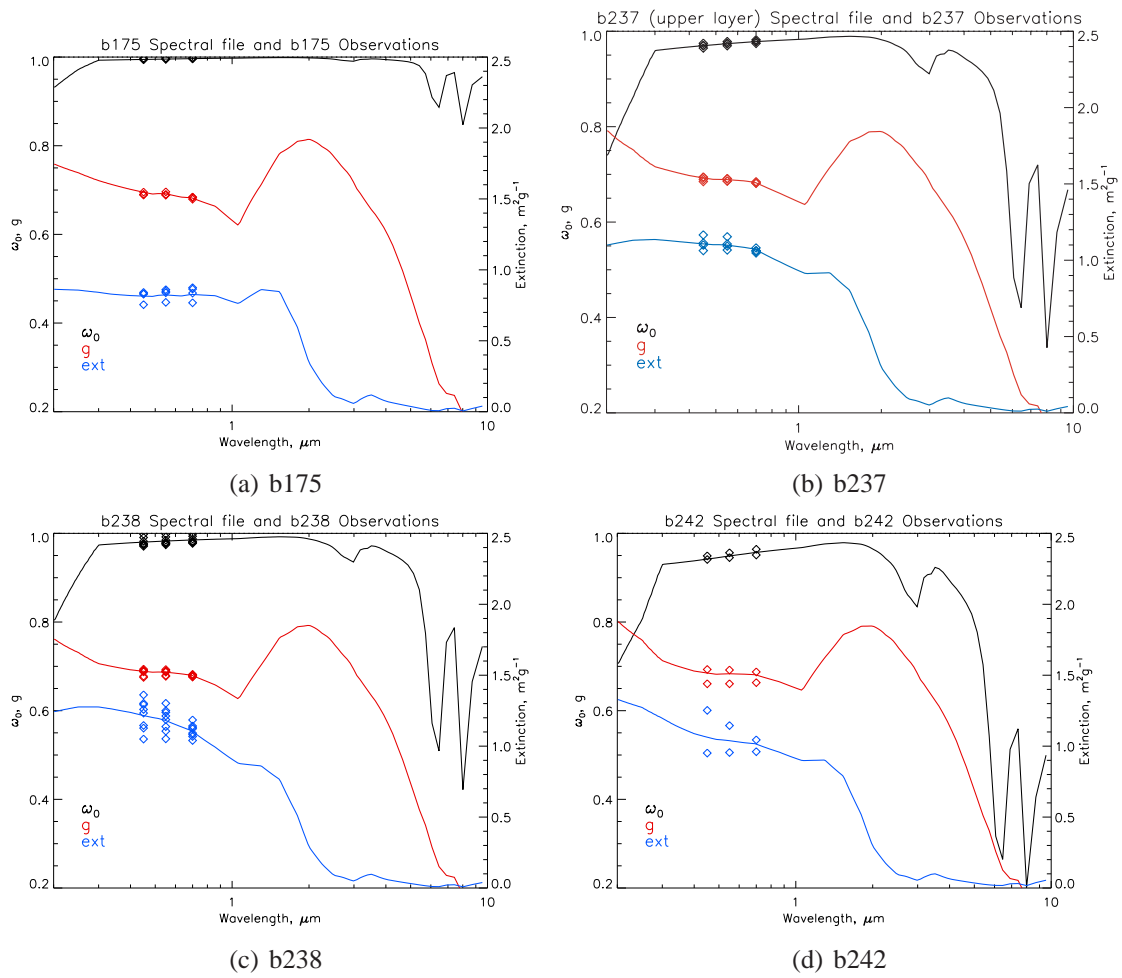 b175 Spectral file and b175 Observations
1.0
0.8
0.6
0.4
0.2
ω₀, g
2.5
2.0
1.5
1.0
0.5
0.0
Extinction, m²g⁻¹
ω₀
g
ext
1
10
Wavelength, μm
(a) b175
b237 (upper layer) Spectral file and b237 Observations
1.0
0.8
0.6
0.4
0.2
ω₀, g
2.5
2.0
1.5
1.0
0.5
0.0
Extinction, m²g⁻¹
ω₀
g
ext
1
10
Wavelength, μm
(b) b237
b238 Spectral file and b238 Observations
1.0
0.8
0.6
0.4
0.2
ω₀, g
2.5
2.0
1.5
1.0
0.5
0.0
Extinction, m²g⁻¹
ω₀
g
ext
1
10
Wavelength, μm
(c) b238
b242 Spectral file and b242 Observations
1.0
0.8
0.6
0.4
0.2
ω₀, g
2.5
2.0
1.5
1.0
0.5
0.0
Extinction, m²g⁻¹
ω₀
g
ext
1
10
Wavelength, μm
(d) b242